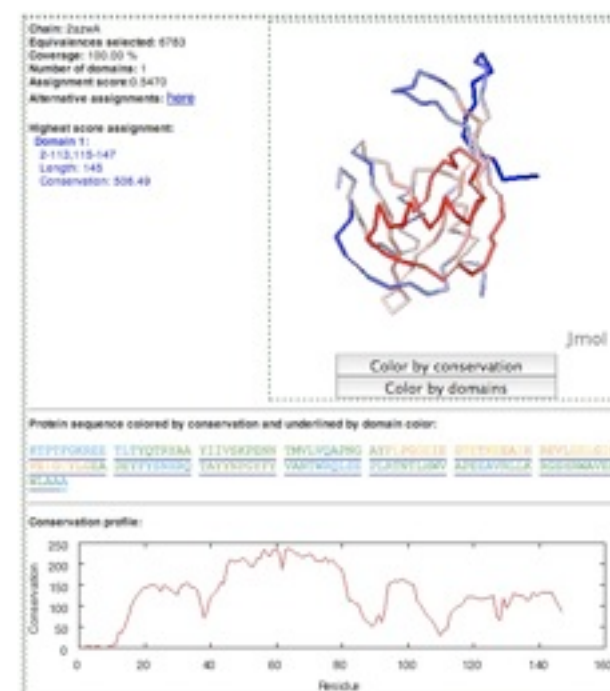 Chain: 2azwA
Equivalences selected: 6763
Coverage: 100.00 %
Number of domains: 1
Assignment score:0.5470
Alternative assignments: here
Highest score assignment:
Domain 1:
2-113,115-147
Length: 145
Conservation: 506.49
Jmol
Color by conservation
Color by domains
Protein sequence colored by conservation and underlined by domain color:
Conservation profile:
250
200
150
100
50
0
Conservation
0 20 40 60 80 100 120 140 160
Residue